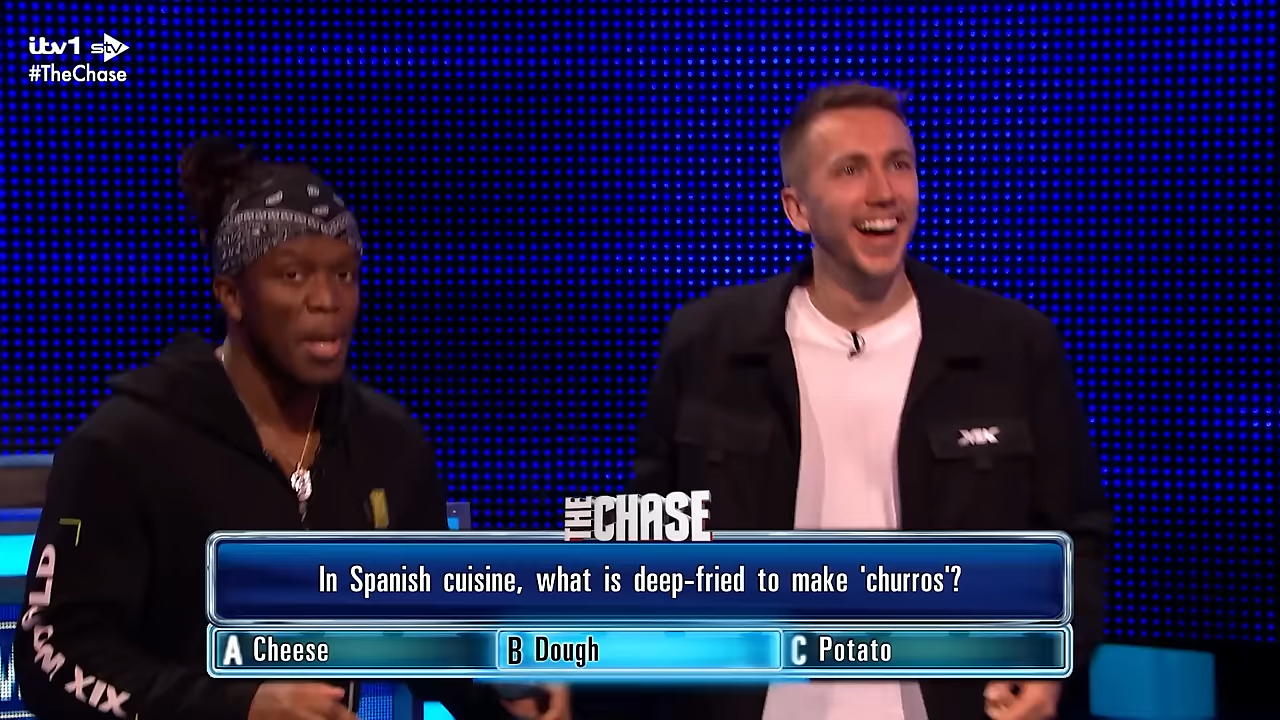 itv1 stv
#TheChase
XIX
THE CHASE
In Spanish cuisine, what is deep-fried to make 'churros'?
A Cheese
B Dough
C Potato
XIX